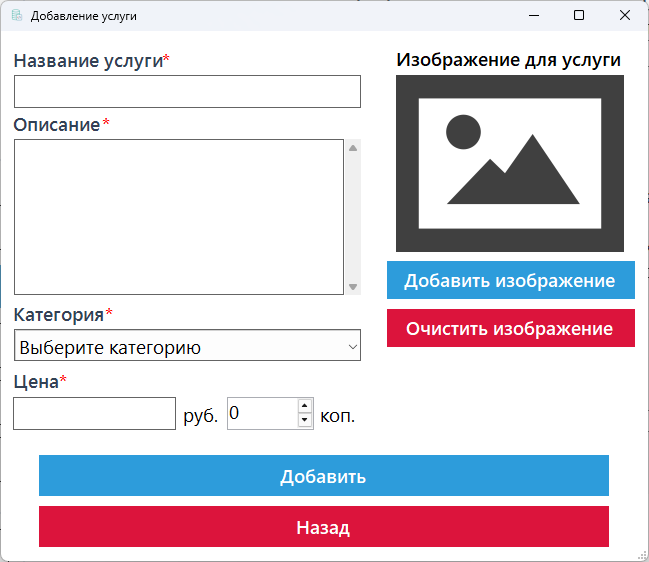 Добавление услуги
Название услуги*
Описание*
Категория*
Выберите категорию
Цена*
руб. 0 коп.
Изображение для услуги
Добавить изображение
Очистить изображение
Добавить
Назад